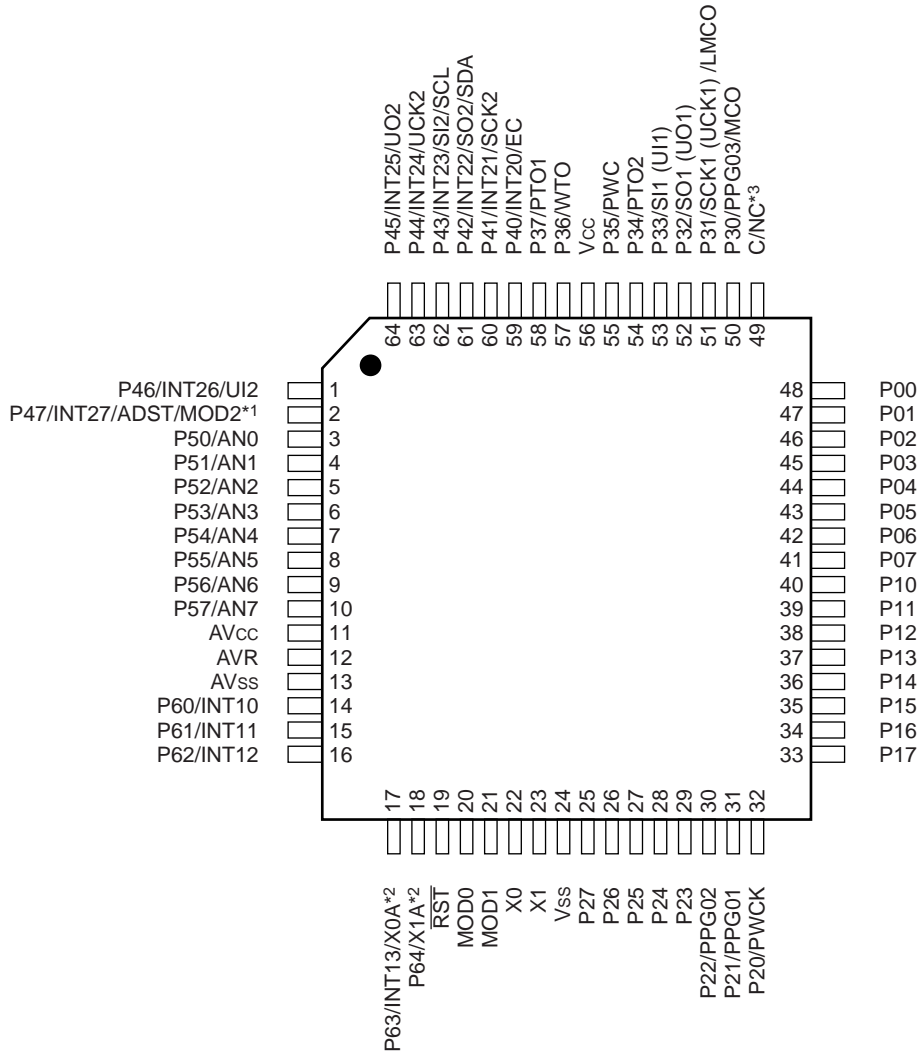 P45/INT25/UO2
P44/INT24/UCK2
P43/INT23/SI2/SCL
P42/INT22/SO2/SDA
P41/INT21/SCK2
P40/INT20/EC
P37/PTO1
P36/WTO
Vcc
P35/PWC
P34/PTO2
P33/SI1 (UI1)
P32/SO1 (UO1)
P31/SCK1 (UCK1) /LMCO
P30/PPG03/MCO
C/NC*3
64 63 62 61 60 59 58 57 56 55 54 53 52 51 50 49
P46/INT26/UI2 1
P47/INT27/ADST/MOD2*1 2
P50/AN0 3
P51/AN1 4
P52/AN2 5
P53/AN3 6
P54/AN4 7
P55/AN5 8
P56/AN6 9
P57/AN7 10
AVcc 11
AVR 12
AVss 13
P60/INT10 14
P61/INT11 15
P62/INT12 16
48 P00
47 P01
46 P02
45 P03
44 P04
43 P05
42 P06
41 P07
40 P10
39 P11
38 P12
37 P13
36 P14
35 P15
34 P16
33 P17
17 18 19 20 21 22 23 24 25 26 27 28 29 30 31 32
P63/INT13/X0A*2
P64/X1A*2
RST
MOD0
MOD1
X0
X1
Vss
P27
P26
P25
P24
P23
P22/PPG02
P21/PPG01
P20/PWCK